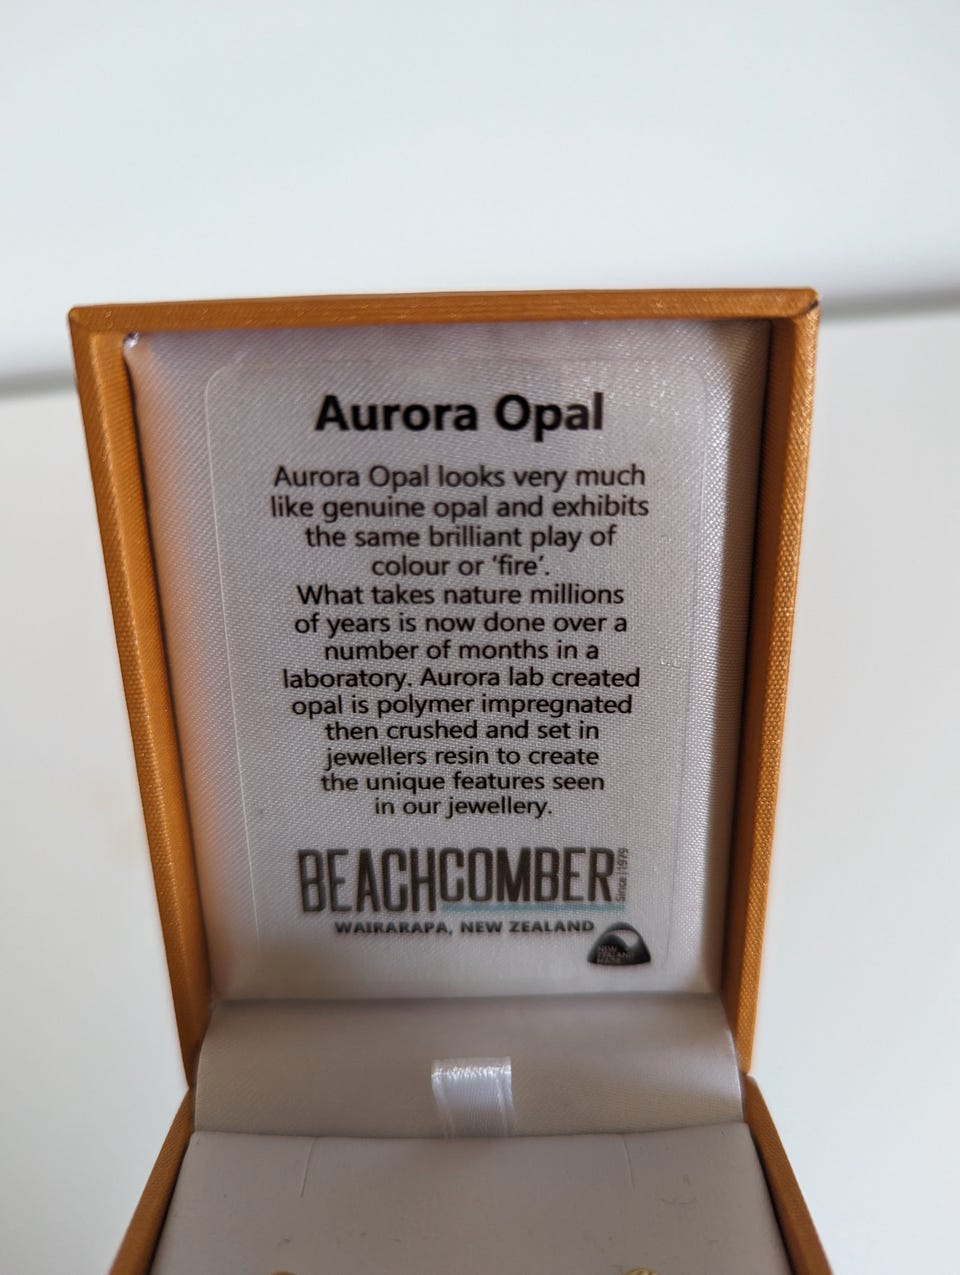 Aurora Opal
Aurora Opal looks very much
like genuine opal and exhibits
the same brilliant play of
colour or 'fire'.
What takes nature millions
of years is now done over a
number of months in a
laboratory. Aurora lab created
opal is polymer impregnated
then crushed and set in
jewellers resin to create
the unique features seen
in our jewellery.
BEACHCOMBER
Since | 1979
WAIRARAPA, NEW ZEALAND
NEW
ZEALAND
MADE